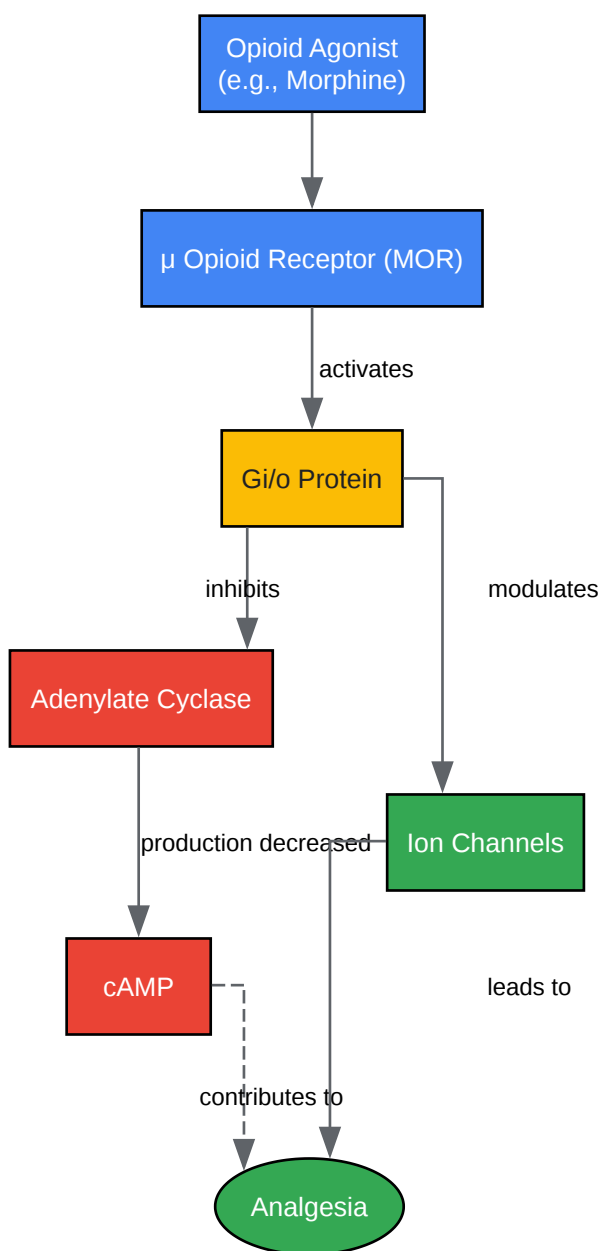 Opioid Agonist
(e.g., Morphine)
μ Opioid Receptor (MOR)
activates
Gi/o Protein
inhibits
modulates
Adenylate Cyclase
production decreased
Ion Channels
cAMP
leads to
contributes to
Analgesia